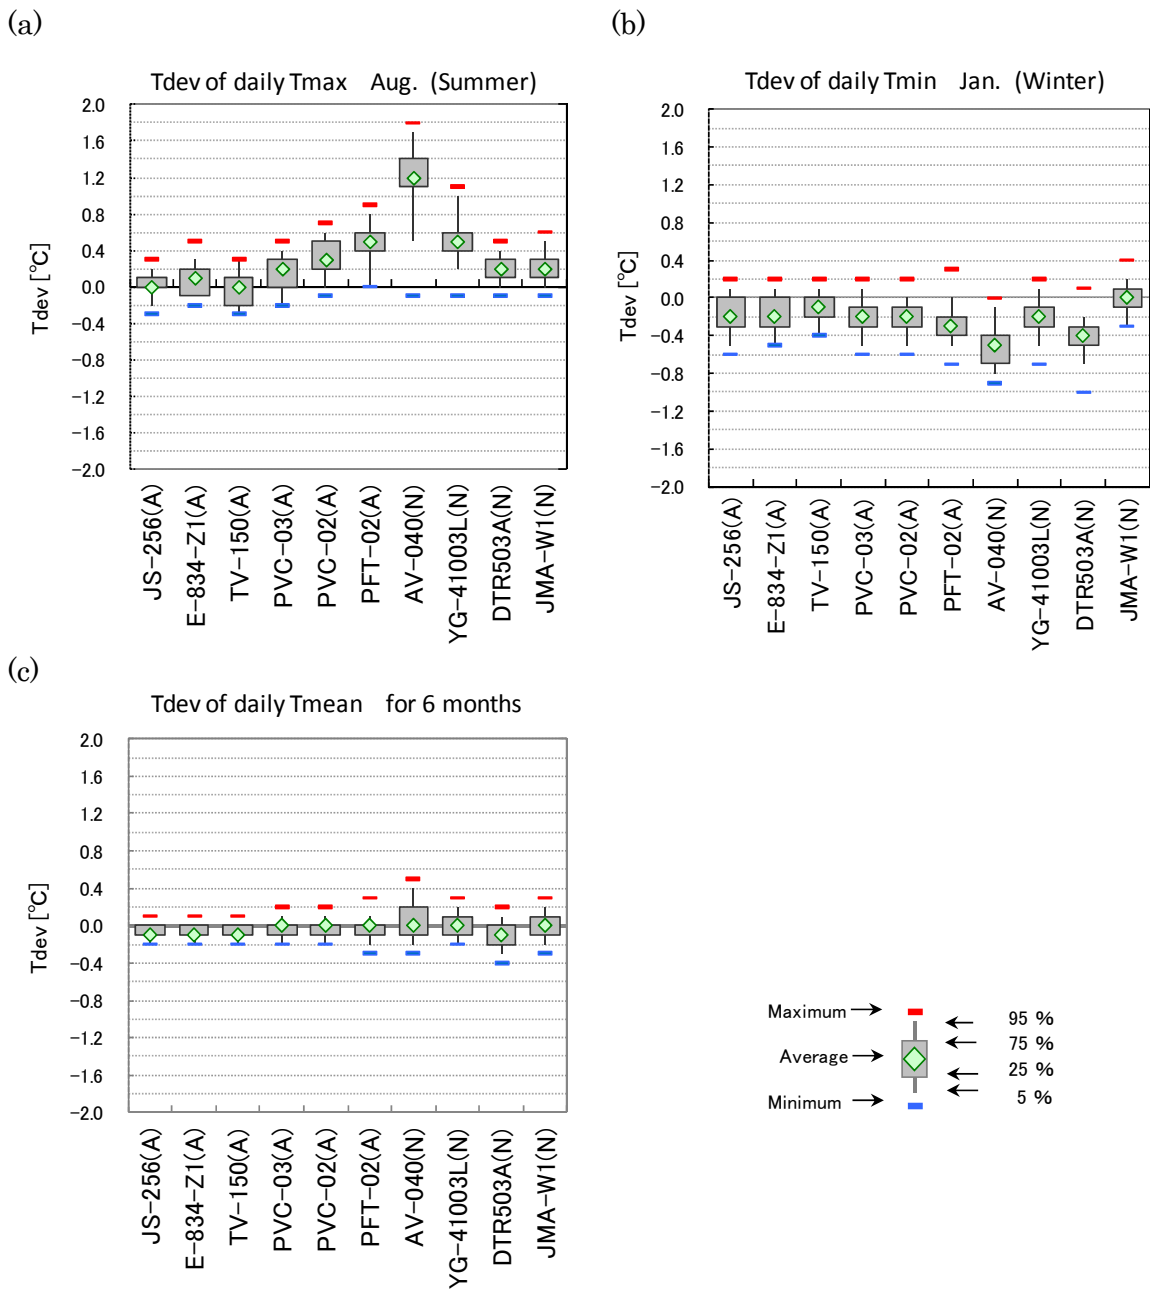 (a)
Tdev of daily Tmax Aug. (Summer)
Tdev [℃]
2.0
1.6
1.2
0.8
0.4
0.0
−0.4
−0.8
−1.2
−1.6
−2.0
JS−256(A)
E−834−Z1(A)
TV−150(A)
PVC−03(A)
PVC−02(A)
PFT−02(A)
AV−040(N)
YG−41003L(N)
DTR503A(N)
JMA−W1(N)
(b)
Tdev of daily Tmin Jan. (Winter)
Tdev [℃]
2.0
1.6
1.2
0.8
0.4
0.0
−0.4
−0.8
−1.2
−1.6
−2.0
JS−256(A)
E−834−Z1(A)
TV−150(A)
PVC−03(A)
PVC−02(A)
PFT−02(A)
AV−040(N)
YG−41003L(N)
DTR503A(N)
JMA−W1(N)
(c)
Tdev of daily Tmean for 6 months
Tdev [℃]
2.0
1.6
1.2
0.8
0.4
0.0
−0.4
−0.8
−1.2
−1.6
−2.0
JS−256(A)
E−834−Z1(A)
TV−150(A)
PVC−03(A)
PVC−02(A)
PFT−02(A)
AV−040(N)
YG−41003L(N)
DTR503A(N)
JMA−W1(N)
Maximum
Average
Minimum
95 %
75 %
25 %
5 %